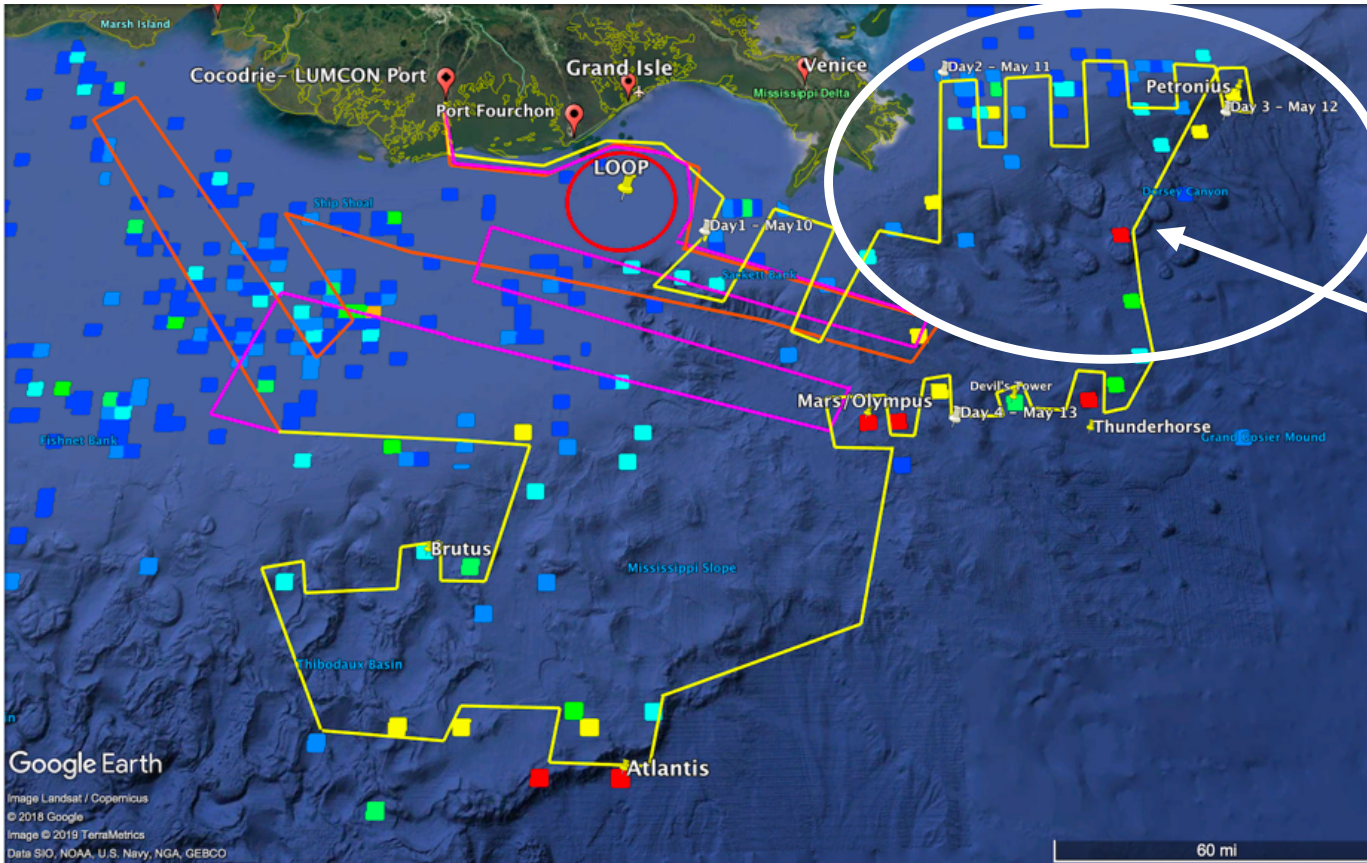 Marsh Island
Cocodrie- LUMCON Port
Grand Isle
Venice
Port Fourchon
Mississippi Delta
Day2 - May 11
Petronius
Day 3 - May 12
LOOP
Ship Shoal
Dorsey Canyon
Day1 - May10
Sackett Bank
Mars/Olympus
Devil's Tower
Day 4 - May 13
Thunderhorse
Grand Gosier Mound
Fishnet Bank
Brutus
Mississippi Slope
Thibodaux Basin
Atlantis
Google Earth
Image Landsat / Copernicus
© 2018 Google
Image © 2019 TerraMetrics
Data SIO, NOAA, U.S. Navy, NGA, GEBCO
60 mi